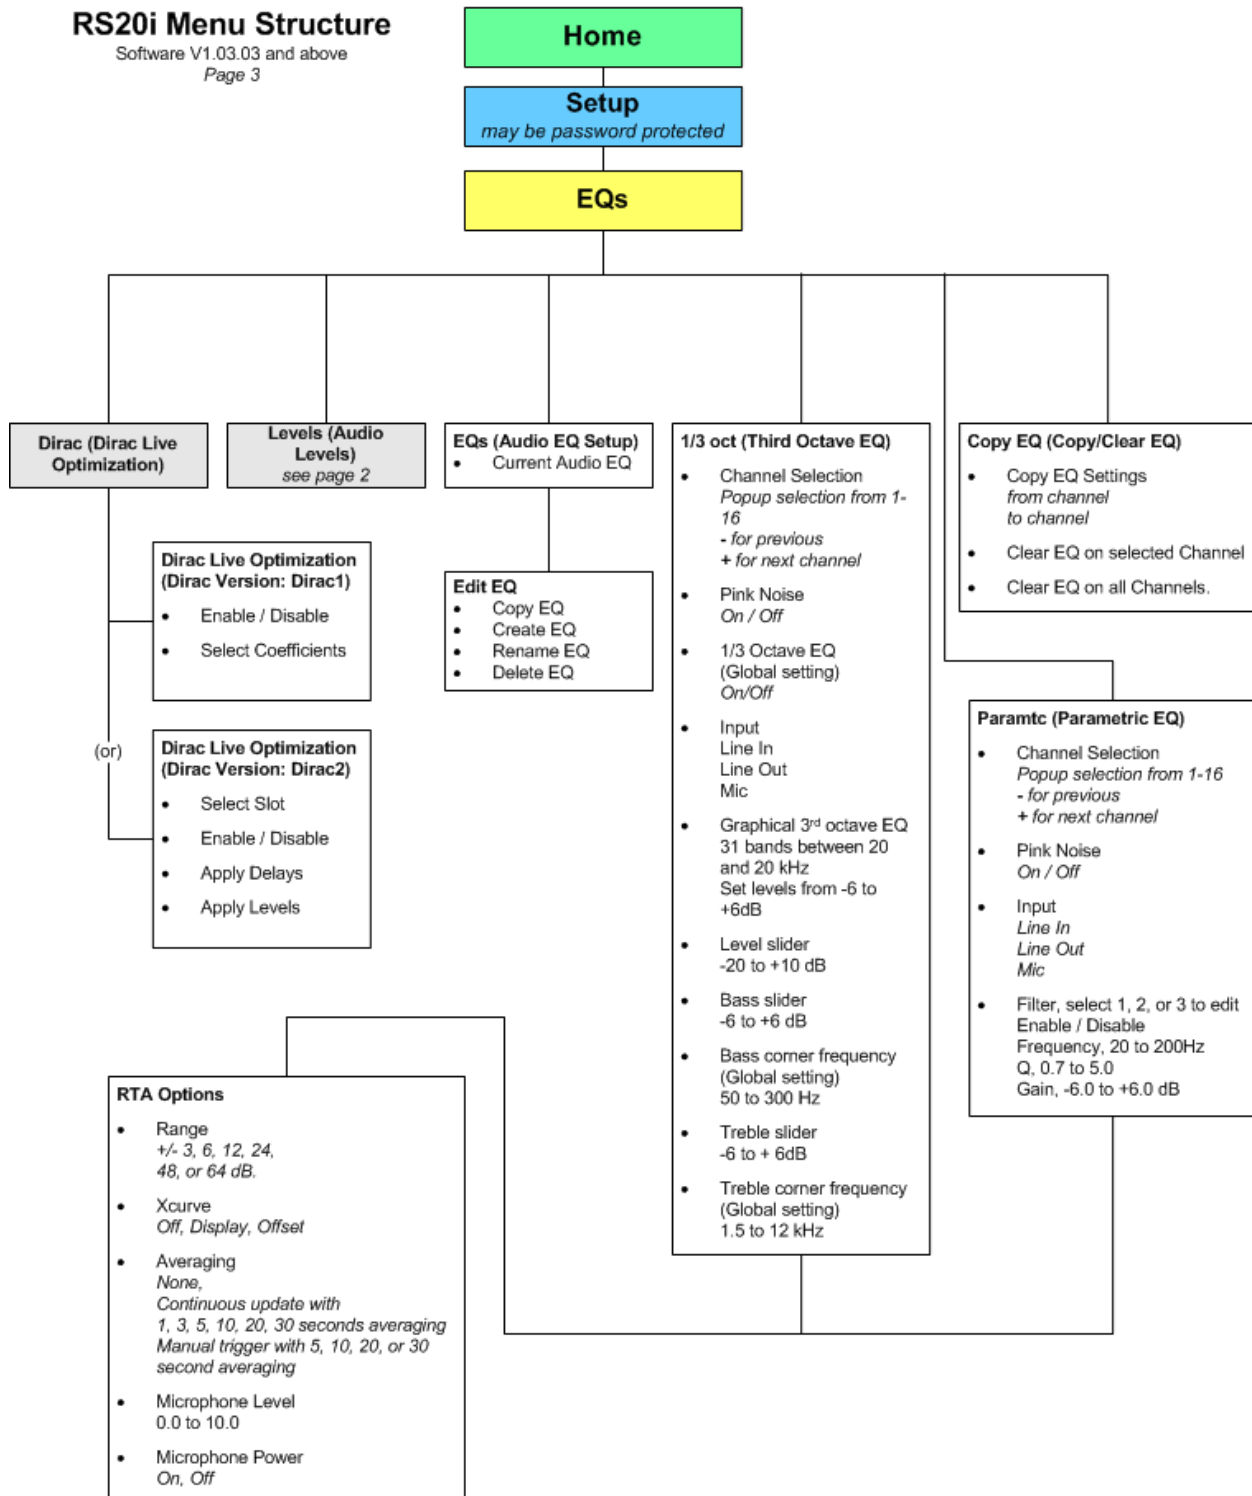 RS20i Menu Structure
Software V1.03.03 and above
Page 3
Home
Setup
may be password protected
EQs
Dirac (Dirac Live
Optimization)
Levels (Audio
Levels)
see page 2
EQs (Audio EQ Setup)
• Current Audio EQ
1/3 oct (Third Octave EQ)
• Channel Selection
Popup selection from 1-
16
- for previous
+ for next channel
• Pink Noise
On / Off
• 1/3 Octave EQ
(Global setting)
On/Off
• Input
Line In
Line Out
Mic
• Graphical 3rd octave EQ
31 bands between 20
and 20 kHz
Set levels from -6 to
+6dB
• Level slider
-20 to +10 dB
• Bass slider
-6 to +6 dB
• Bass corner frequency
(Global setting)
50 to 300 Hz
• Treble slider
-6 to + 6dB
• Treble corner frequency
(Global setting)
1.5 to 12 kHz
Copy EQ (Copy/Clear EQ)
• Copy EQ Settings
from channel
to channel
• Clear EQ on selected Channel
• Clear EQ on all Channels.
Dirac Live Optimization
(Dirac Version: Dirac1)
• Enable / Disable
• Select Coefficients
Edit EQ
• Copy EQ
• Create EQ
• Rename EQ
• Delete EQ
(or)
Dirac Live Optimization
(Dirac Version: Dirac2)
• Select Slot
• Enable / Disable
• Apply Delays
• Apply Levels
Paramtc (Parametric EQ)
• Channel Selection
Popup selection from 1-16
- for previous
+ for next channel
• Pink Noise
On / Off
• Input
Line In
Line Out
Mic
• Filter, select 1, 2, or 3 to edit
Enable / Disable
Frequency, 20 to 200Hz
Q, 0.7 to 5.0
Gain, -6.0 to +6.0 dB
RTA Options
• Range
+/- 3, 6, 12, 24,
48, or 64 dB.
• Xcurve
Off, Display, Offset
• Averaging
None,
Continuous update with
1, 3, 5, 10, 20, 30 seconds averaging
Manual trigger with 5, 10, 20, or 30
second averaging
• Microphone Level
0.0 to 10.0
• Microphone Power
On, Off